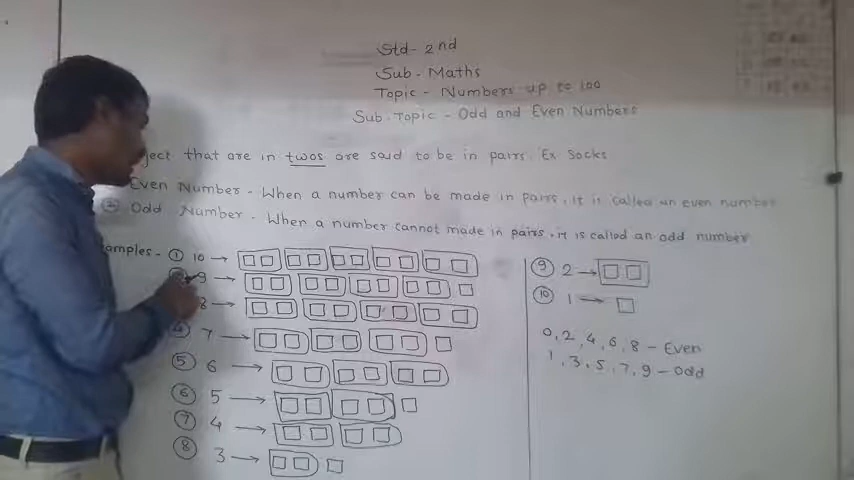 Std - 2nd
Sub - Maths
Topic - Numbers up to 100
Sub Topic - Odd and Even Numbers
ject that are in twos are said to be in pairs. Ex Socks
Even Number - When a number can be made in pairs, it is called an even number
② Odd Number - When a number cannot made in pairs, it is called an odd number
amples - ① 10 →
9 →
8 →
④ 7 →
⑤ 6 →
⑥ 5 →
⑦ 4 →
⑧ 3 →
⑨ 2 →
⑩ 1 →
0, 2, 4, 6, 8 - Even
1, 3, 5, 7, 9 - Odd